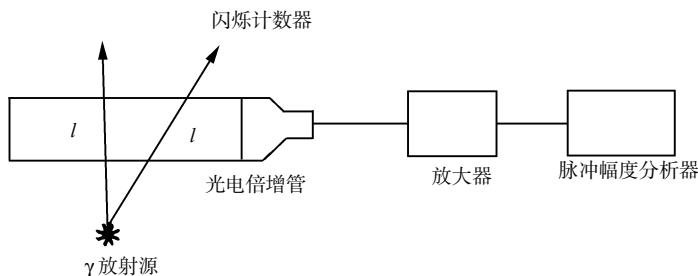 闪烁计数器
l
l
光电倍增管
放大器
脉冲幅度分析器
γ 放射源